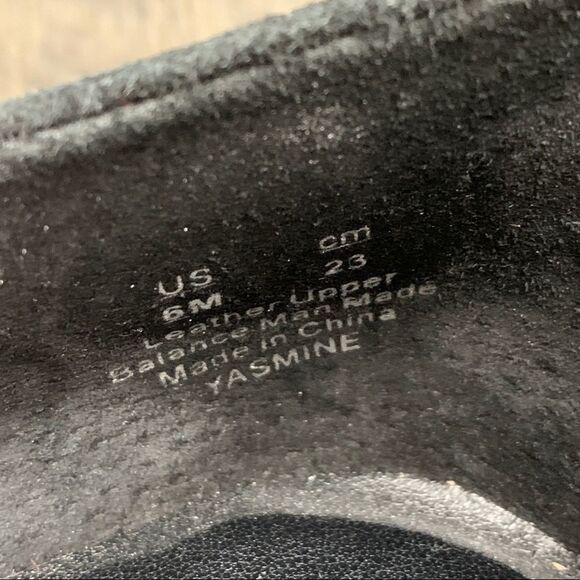 US cm
6M 23
Leather Upper
Balance Man Made
Made In China
YASMINE